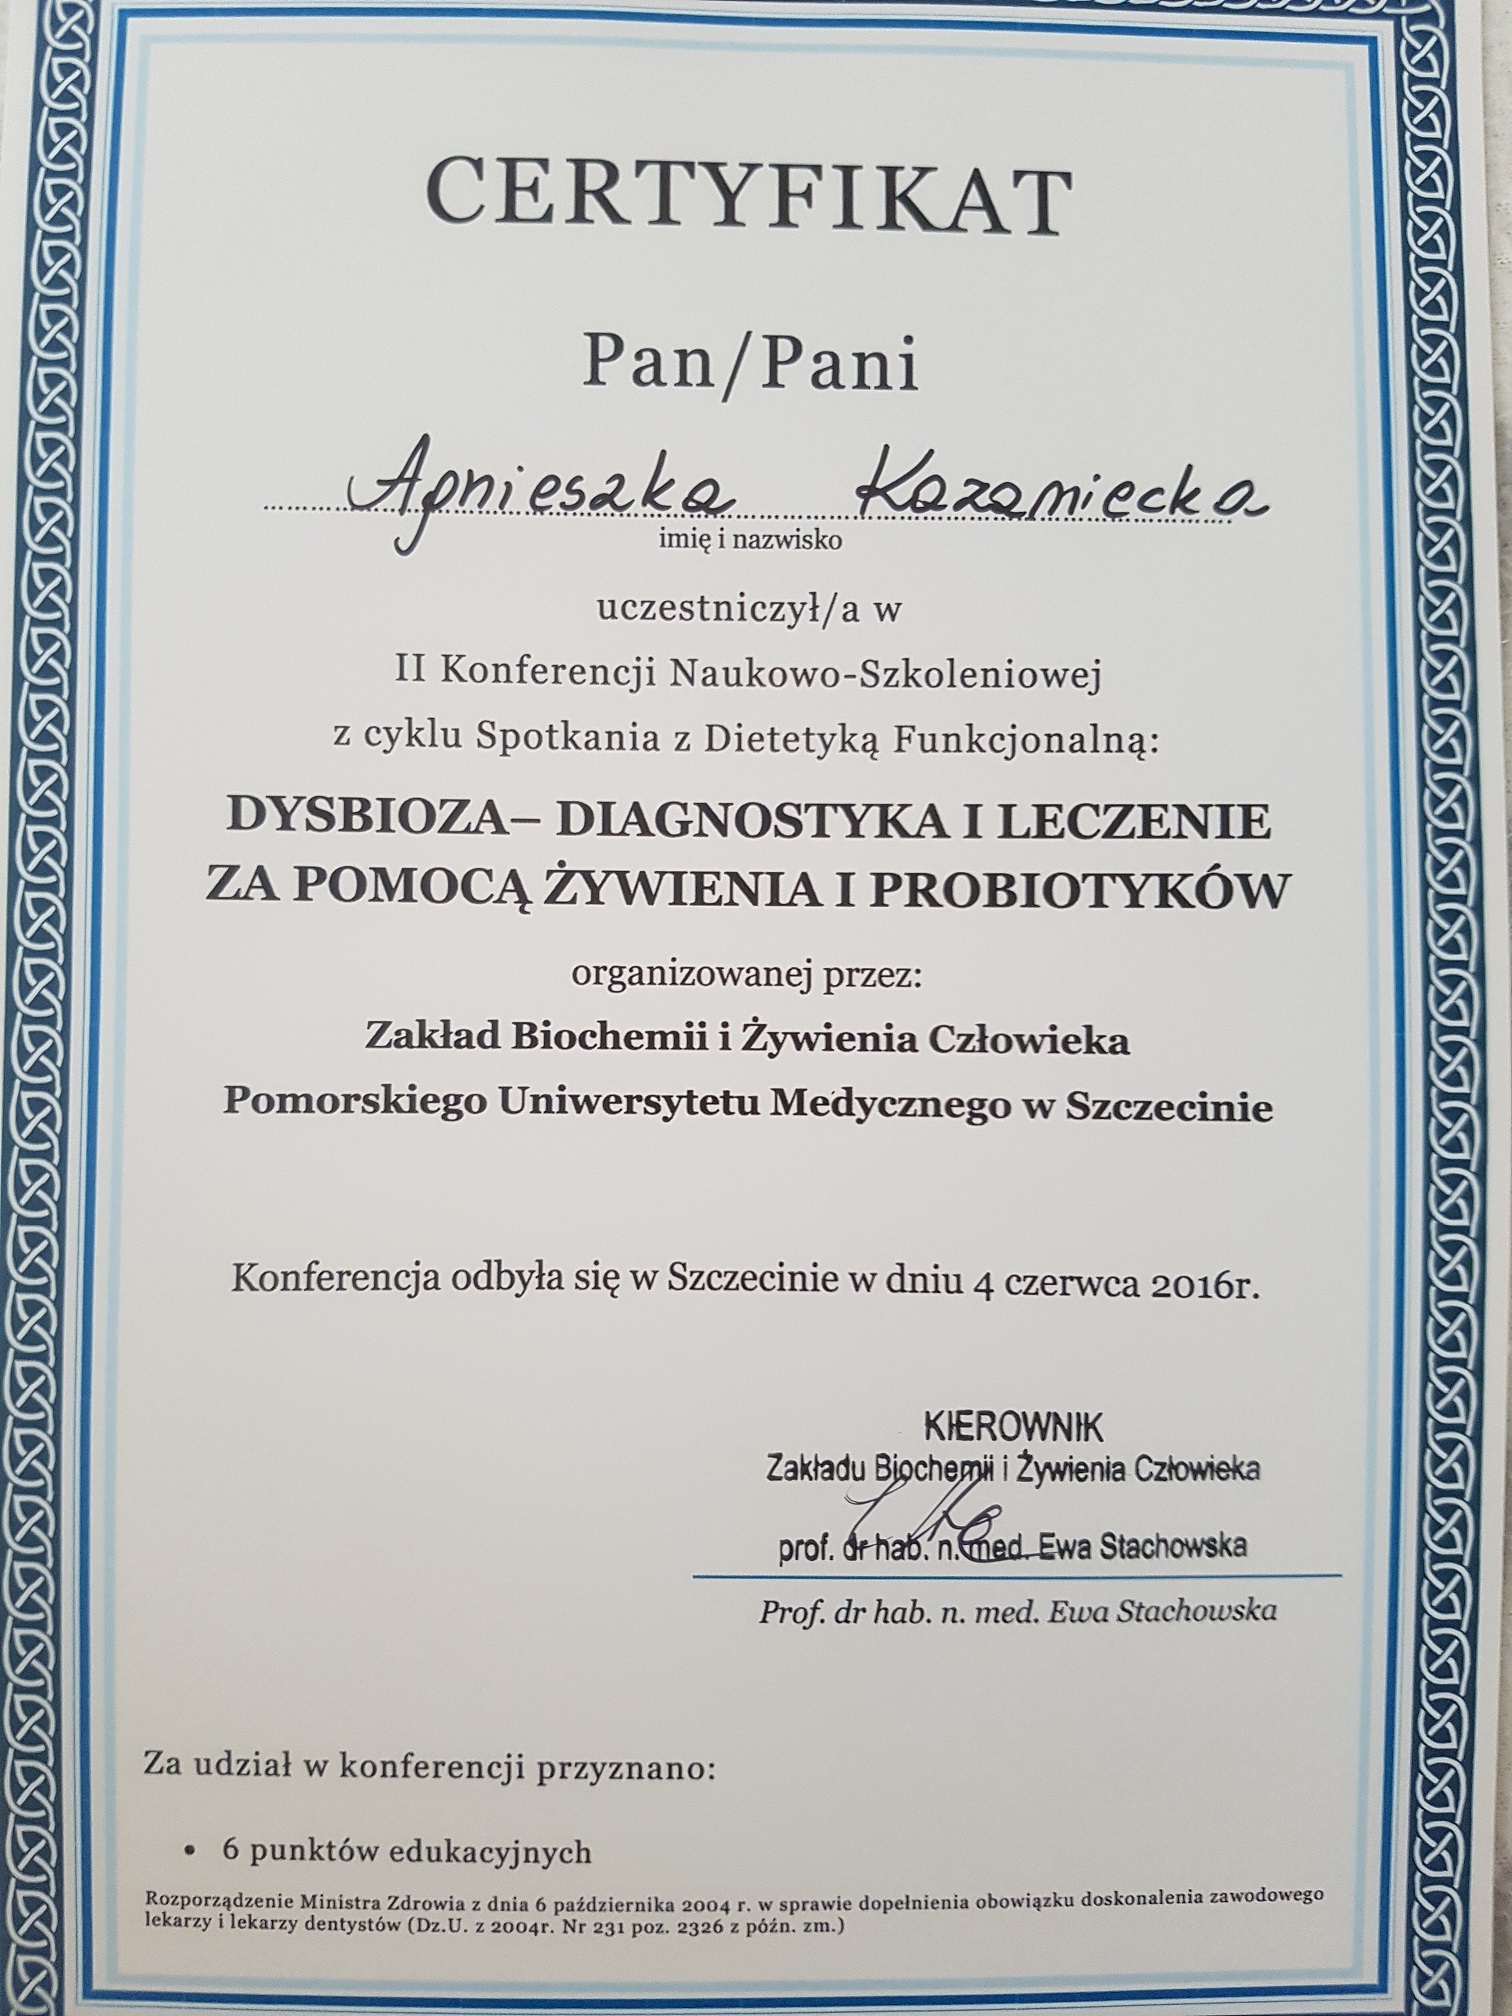 CERTYFIKAT
Pan/Pani
Agnieszka Kazaniecka
imię i nazwisko
uczestniczył/a w
II Konferencji Naukowo-Szkoleniowej
z cyklu Spotkania z Dietetyką Funkcjonalną:
DYSBIOZA– DIAGNOSTYKA I LECZENIE
ZA POMOCĄ ŻYWIENIA I PROBIOTYKÓW
organizowanej przez:
Zakład Biochemii i Żywienia Człowieka
Pomorskiego Uniwersytetu Medycznego w Szczecinie
Konferencja odbyła się w Szczecinie w dniu 4 czerwca 2016r.
KIEROWNIK
Zakładu Biochemii i Żywienia Człowieka
prof. dr hab. n. med. Ewa Stachowska
Prof. dr hab. n. med. Ewa Stachowska
Za udział w konferencji przyznano:
• 6 punktów edukacyjnych
Rozporządzenie Ministra Zdrowia z dnia 6 października 2004 r. w sprawie dopełnienia obowiązku doskonalenia zawodowego
lekarzy i lekarzy dentystów (Dz.U. z 2004r. Nr 231 poz. 2326 z późn. zm.)